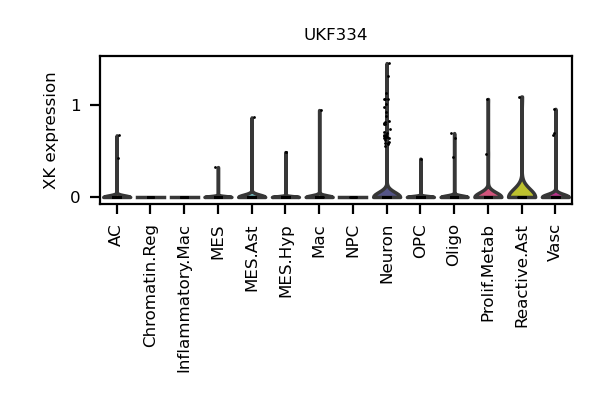 UKF334
XK expression
1
0
AC
Chromatin.Reg
Inflammatory.Mac
MES
MES.Ast
MES.Hyp
Mac
NPC
Neuron
OPC
Oligo
Prolif.Metab
Reactive.Ast
Vasc